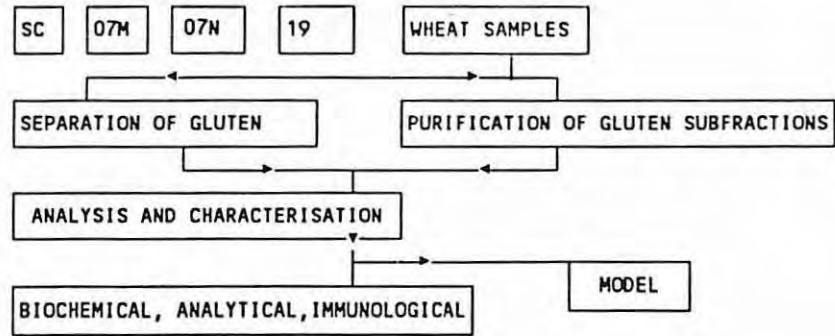 SC 07M 07N 19 WHEAT SAMPLES
SEPARATION OF GLUTEN PURIFICATION OF GLUTEN SUBFRACTIONS
ANALYSIS AND CHARACTERISATION
MODEL
BIOCHEMICAL, ANALYTICAL,IMMUNOLOGICAL